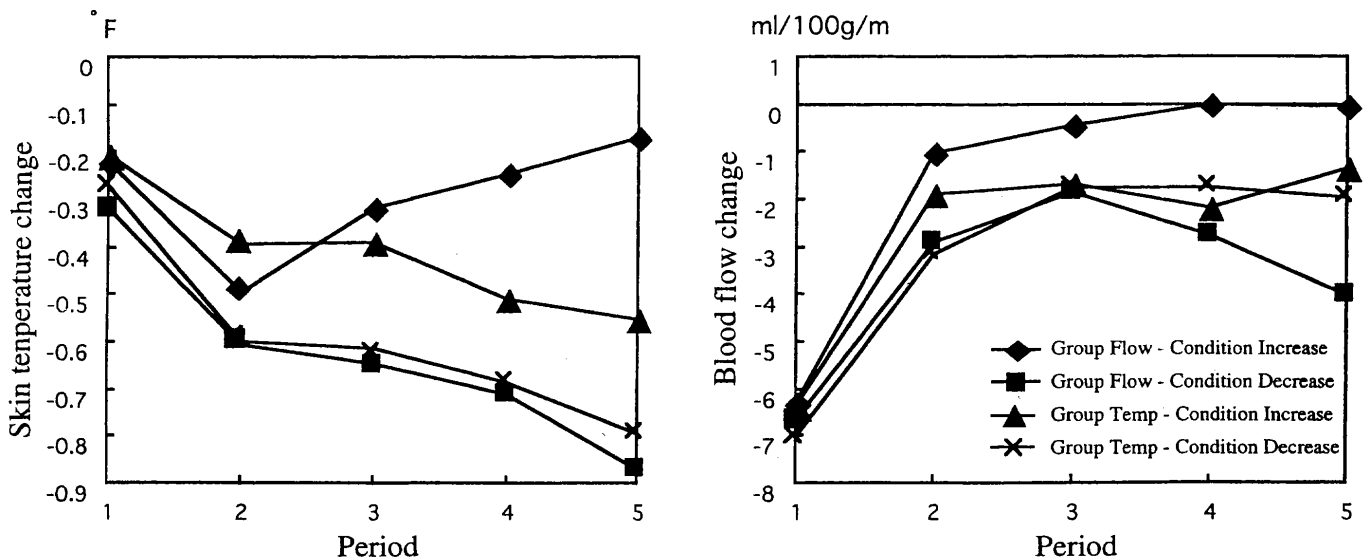 ° F
Skin tenperature change
0
-0.1
-0.2
-0.3
-0.4
-0.5
-0.6
-0.7
-0.8
-0.9
1 2 3 4 5
Period
ml/100g/m
Blood flow change
1
0
-1
-2
-3
-4
-5
-6
-7
-8
Group Flow - Condition Increase
Group Flow - Condition Decrease
Group Temp - Condition Increase
Group Temp - Condition Decrease
1 2 3 4 5
Period